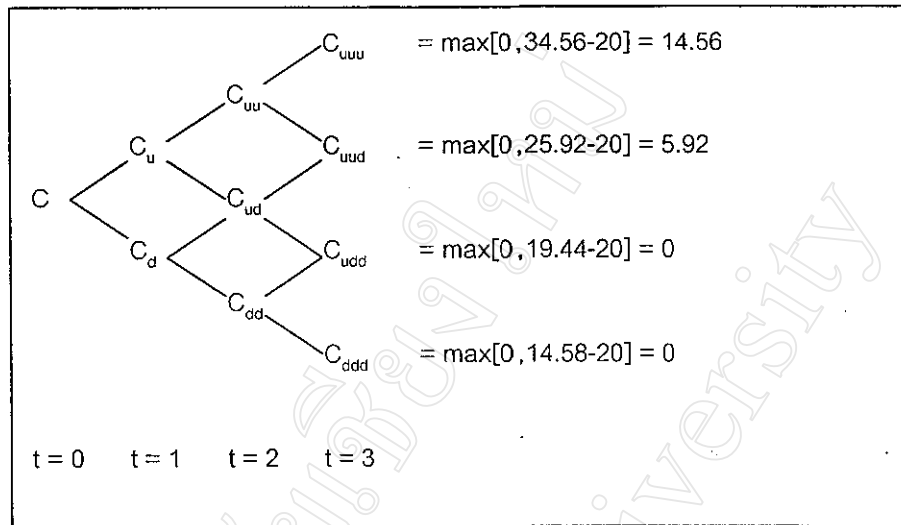 C_uuu = max[0,34.56-20] = 14.56
C_uu
C_u C_uud = max[0,25.92-20] = 5.92
C C_ud
C_d C_udd = max[0,19.44-20] = 0
C_dd
C_ddd = max[0,14.58-20] = 0
t = 0 t = 1 t = 2 t = 3
University